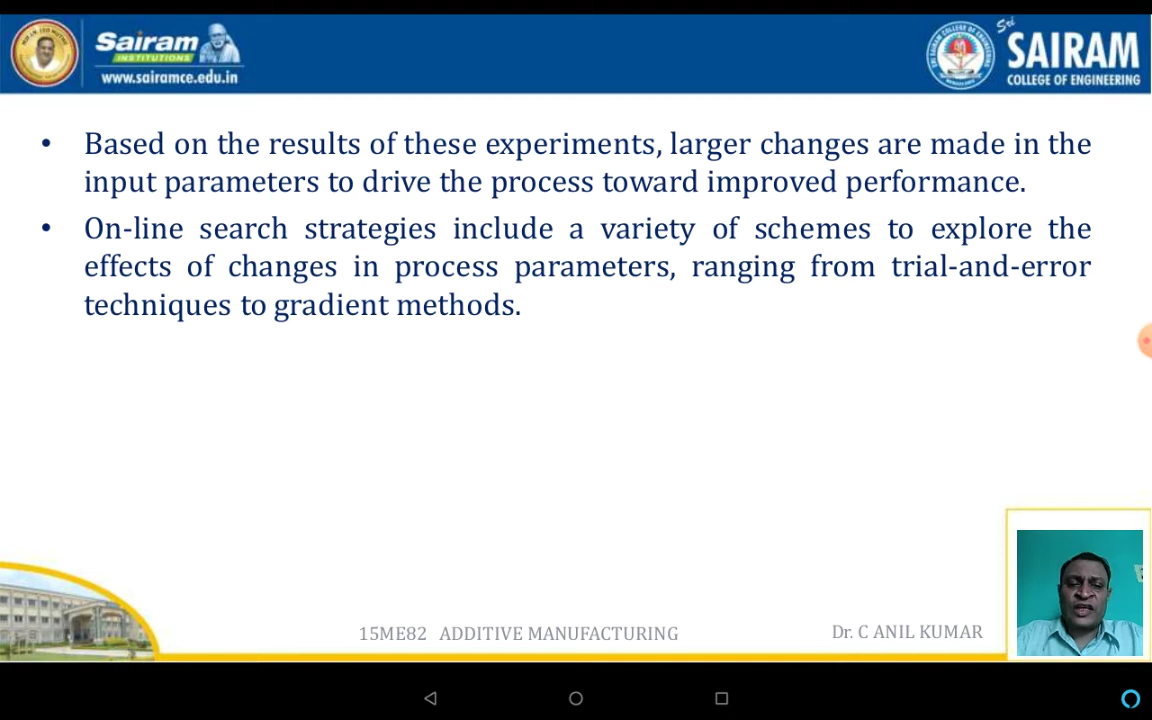 Sairam
INSTITUTIONS
www.sairamce.edu.in
Sri
SAIRAM
COLLEGE OF ENGINEERING
• Based on the results of these experiments, larger changes are made in the
input parameters to drive the process toward improved performance.
• On-line search strategies include a variety of schemes to explore the
effects of changes in process parameters, ranging from trial-and-error
techniques to gradient methods.
15ME82 ADDITIVE MANUFACTURING
Dr. C ANIL KUMAR